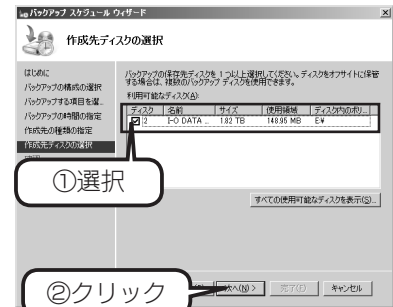 バックアップ スケジュール ウィザード
作成先ディスクの選択
はじめに
バックアップの構成の選択
バックアップする項目を選..
バックアップの時間の指定
作成先の種類の指定
作成先ディスクの選択
バックアップの保存先ディスクを 1 つ以上選択してください。ディスクをオフサイトに保管
する場合は、複数のバックアップ ディスクを使用できます。
利用可能なディスク(A):
ディスク 名前 サイズ 使用領域 ディスク内のボリ...
2 I-O DATA ... 1.82 TB 148.95 MB E¥
①選択
すべての使用可能なディスクを表示(S)...
②クリック
次へ(N) >
完了(F)
キャンセル